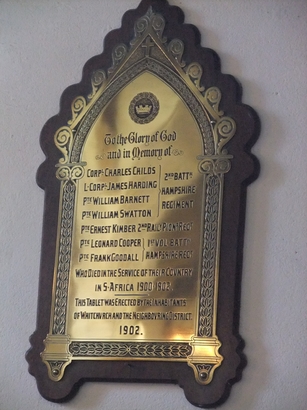 To the Glory of God
and in Memory of
CORPL CHARLES CHILDS
L-CORPL JAMES HARDING
PTE WILLIAM BARNETT
PTE WILLIAM SWATTON
2ND BATTN
HAMPSHIRE
REGIMENT.
PTE ERNEST KIMBER 2ND RAILY PION. REGT
PTE LEONARD COOPER
PTE FRANK GODDALL
1ST VOL. BATTN
HAMPSHIRE REGT
WHO DIED IN THE SERVICE OF THEIR COUNTRY
IN S. AFRICA 1900-1902.
THIS TABLET WAS ERECTED BY INHABITANTS
OF WHITCHURCH AND THE NEIGHBOURING DISTRICT.
1902.